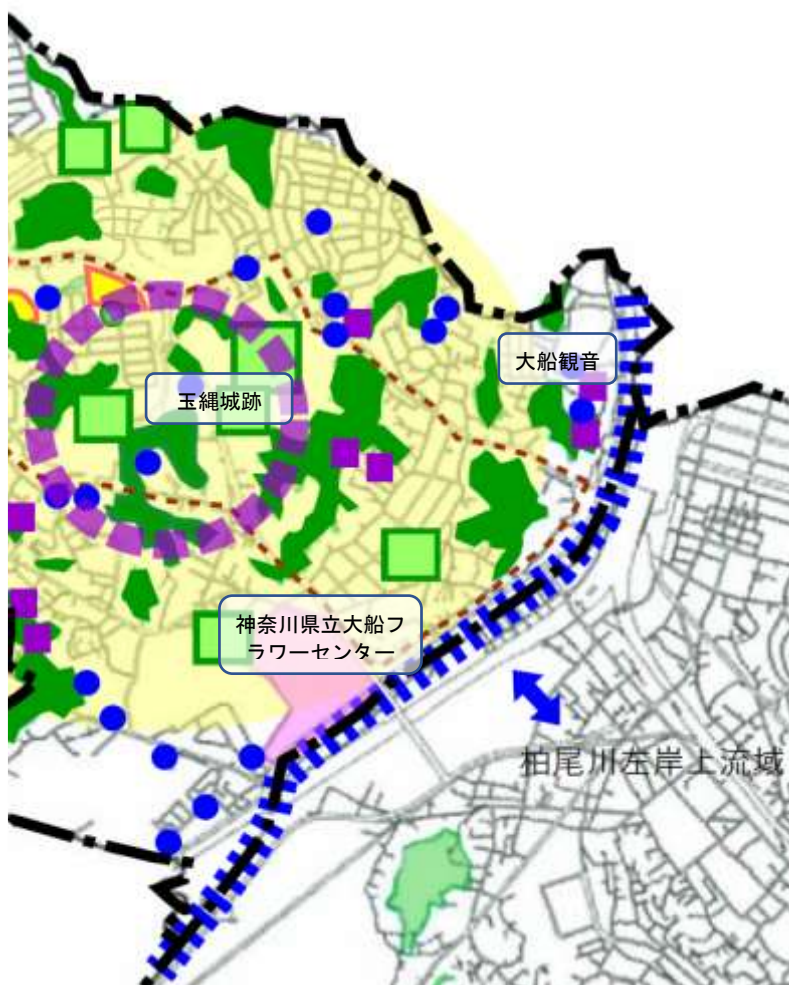 大船観音
玉縄城跡
神奈川県立大船フ
ラワーセンター
柏尾川左岸上流域